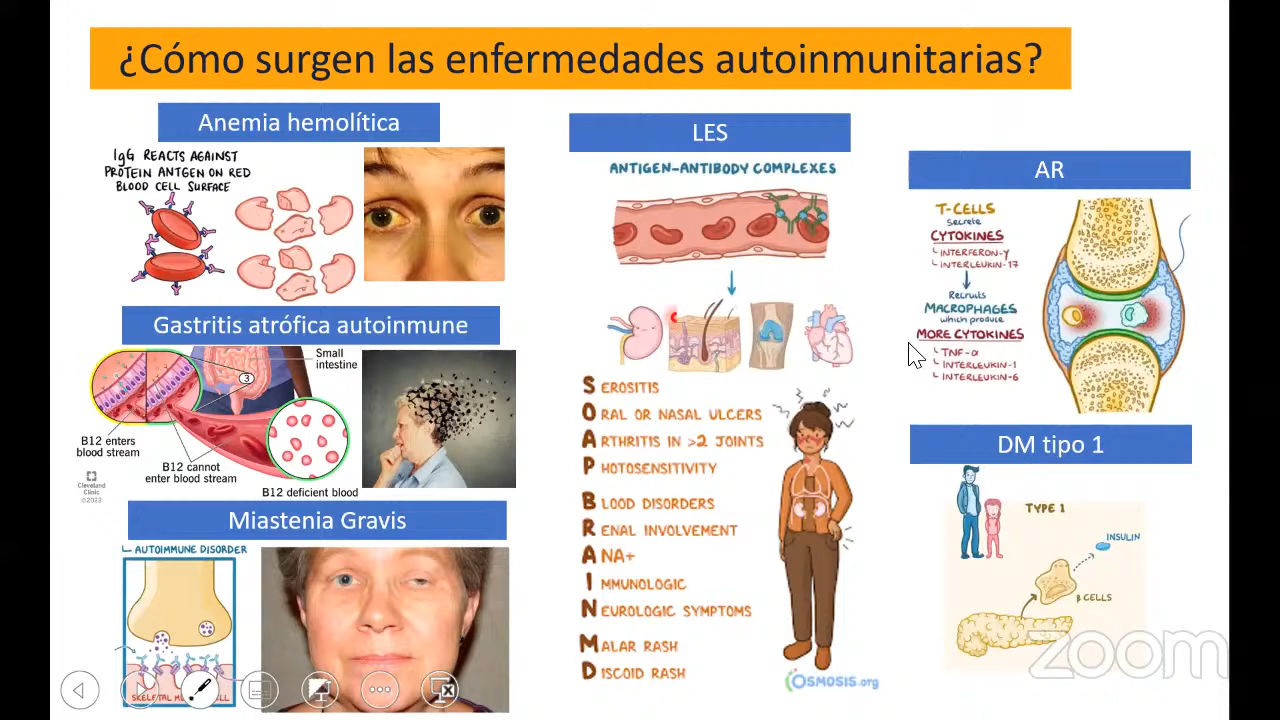 ¿Cómo surgen las enfermedades autoinmunitarias?
Anemia hemolítica
IgG REACTS AGAINST
PROTEIN ANTGEN ON RED
BLOOD CELL SURFACE
Gastritis atrófica autoinmune
Small
intestine
3
B12 enters
blood stream
B12 cannot
enter blood stream
Cleveland
Clinic
©2022
B12 deficient blood
Miastenia Gravis
AUTOIMMUNE DISORDER
LES
ANTIGEN-ANTIBODY COMPLEXES
SEROSITIS
ORAL OR NASAL ULCERS
ARTHRITIS IN >2 JOINTS
PHOTOSENSITIVITY
BLOOD DISORDERS
RENAL INVOLVEMENT
ANA+
IMMUNOLOGIC
NEUROLOGIC SYMPTOMS
MALAR RASH
DISCOID RASH
OSMOSIS.org
AR
T-CELLS
secrete
CYTOKINES
INTERFERON-γ
INTERLEUKIN-17
Recruits
MACROPHAGES
which produce
MORE CYTOKINES
TNF-α
INTERLEUKIN-1
INTERLEUKIN-6
DM tipo 1
TYPE 1
INSULIN
β CELLS
zoom